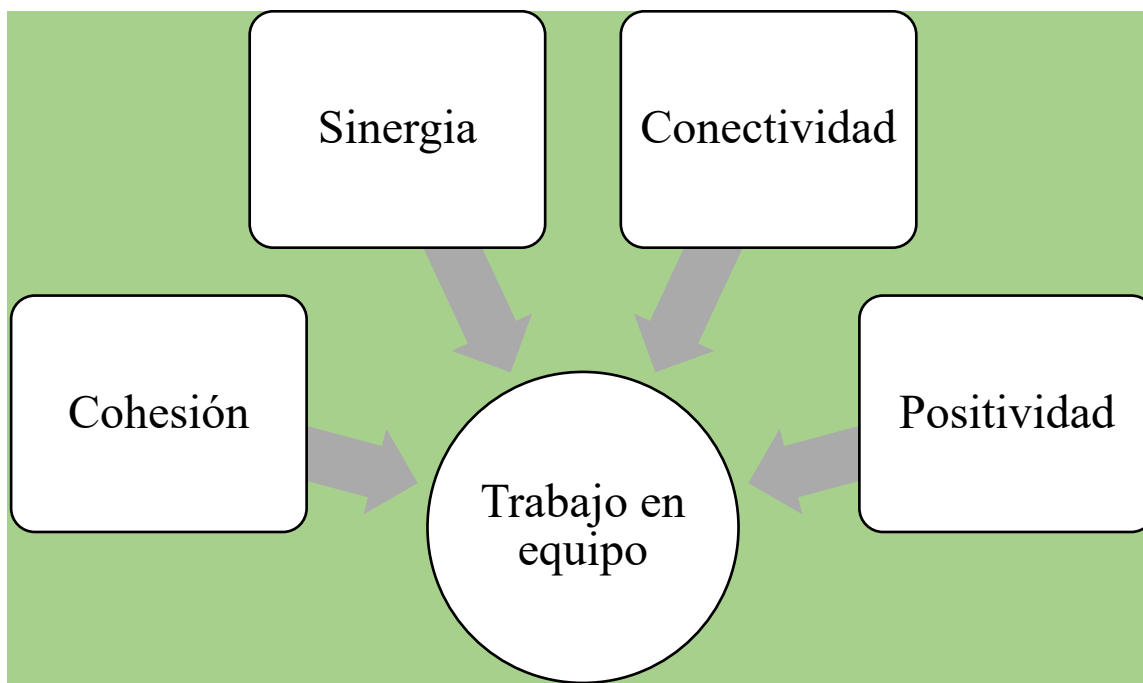 Sinergia
Conectividad
Cohesión
Positividad
Trabajo en
equipo